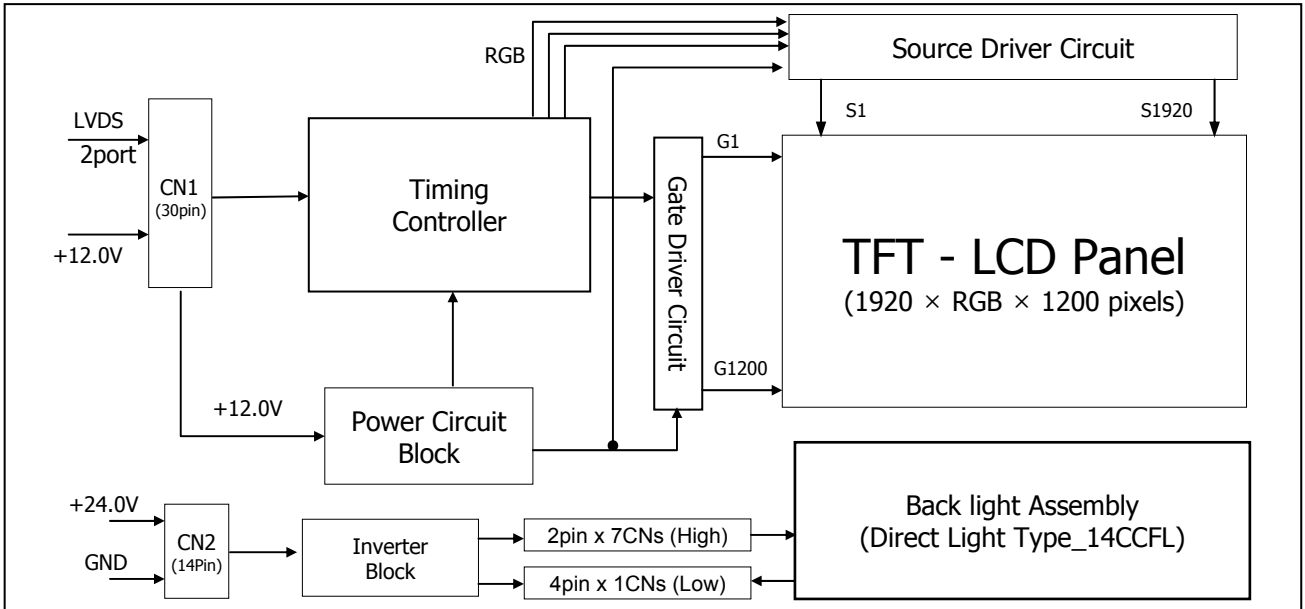 RGB
Source Driver Circuit
S1
S1920
LVDS
2port
CN1
(30pin)
+12.0V
Timing
Controller
Gate Driver Circuit
G1
G1200
TFT - LCD Panel
(1920 × RGB × 1200 pixels)
+12.0V
Power Circuit
Block
+24.0V
GND
CN2
(14Pin)
Inverter
Block
2pin x 7CNs (High)
4pin x 1CNs (Low)
Back light Assembly
(Direct Light Type_14CCFL)